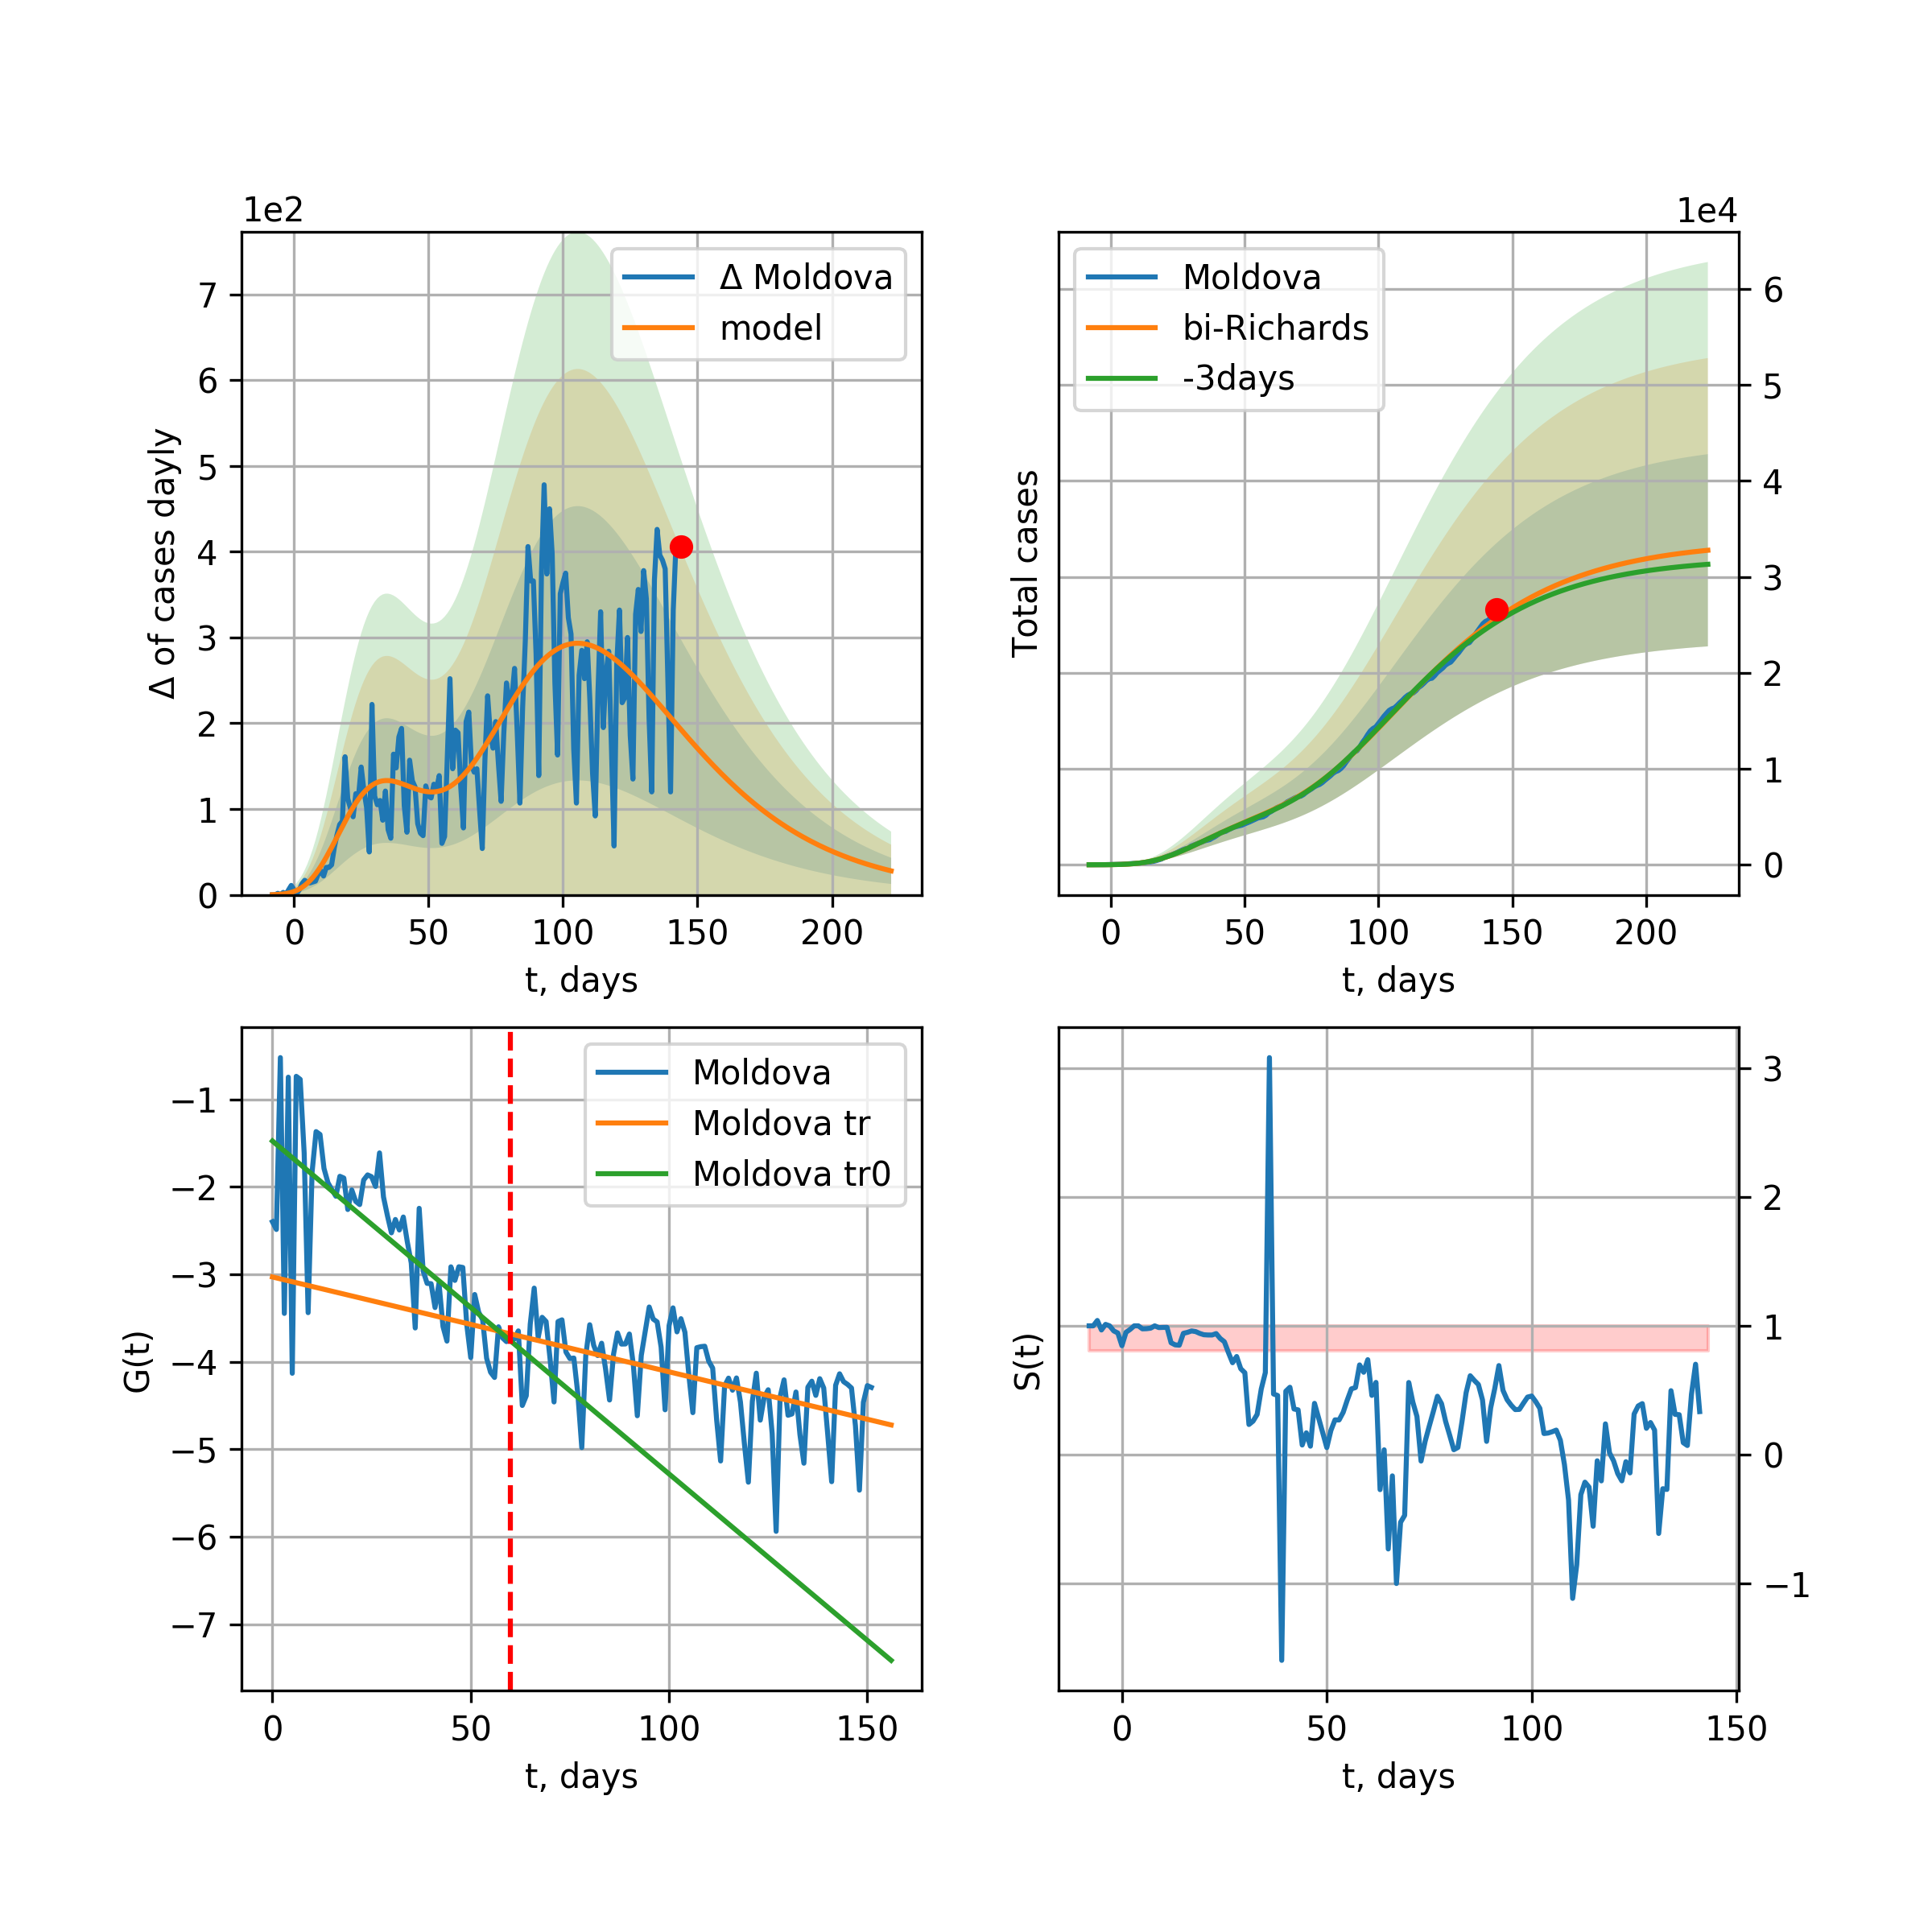 1e2
Δ Moldova
model
7
6
5
4
3
2
1
0
Δ of cases dayly
0 50 100 150 200
t, days
1e4
Moldova
bi-Richards
-3days
6
5
4
3
2
1
0
Total cases
0 50 100 150 200
t, days
Moldova
Moldova tr
Moldova tr0
−1
−2
−3
−4
−5
−6
−7
G(t)
0 50 100 150
t, days
3
2
1
0
−1
S(t)
0 50 100 150
t, days